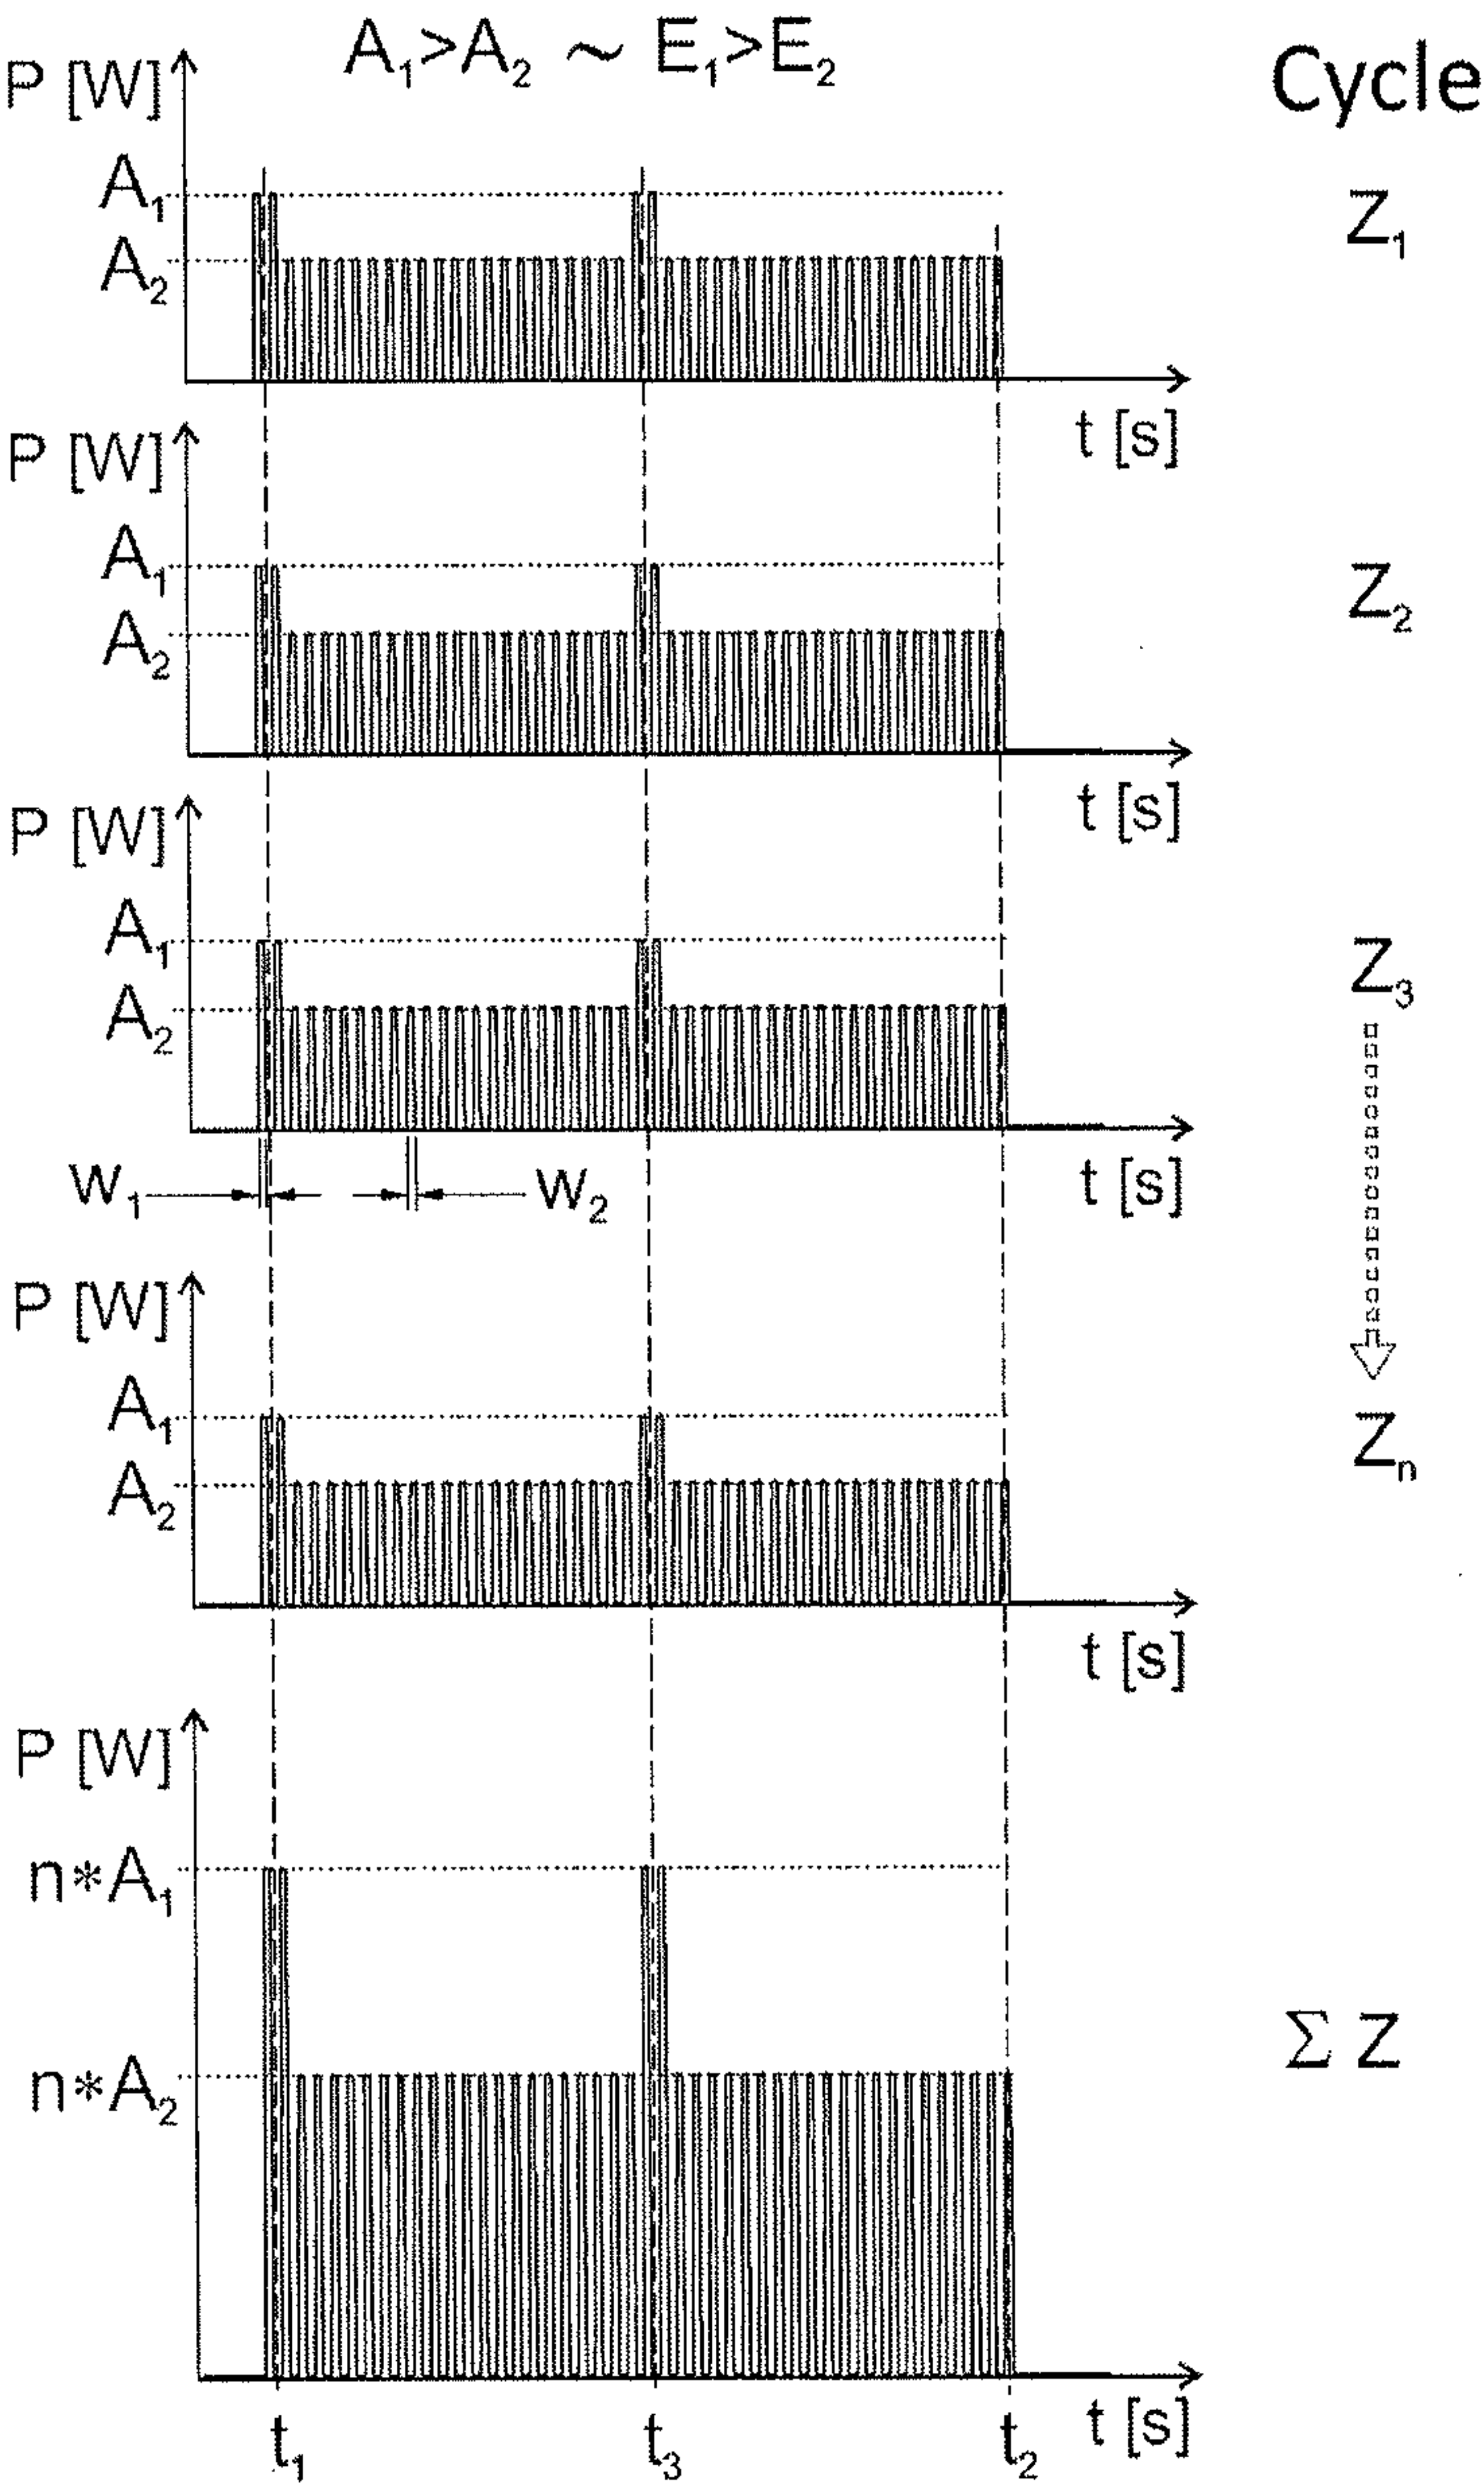 A₁>A₂ ~ E₁>E₂
Cycle
P [W]
A₁
A₂
t [s]
Z₁
P [W]
A₁
A₂
t [s]
Z₂
P [W]
A₁
A₂
t [s]
Z₃
W₁
W₂
P [W]
A₁
A₂
t [s]
Zₙ
P [W]
n*A₁
n*A₂
Σ Z
t₁
t₃
t₂
t [s]